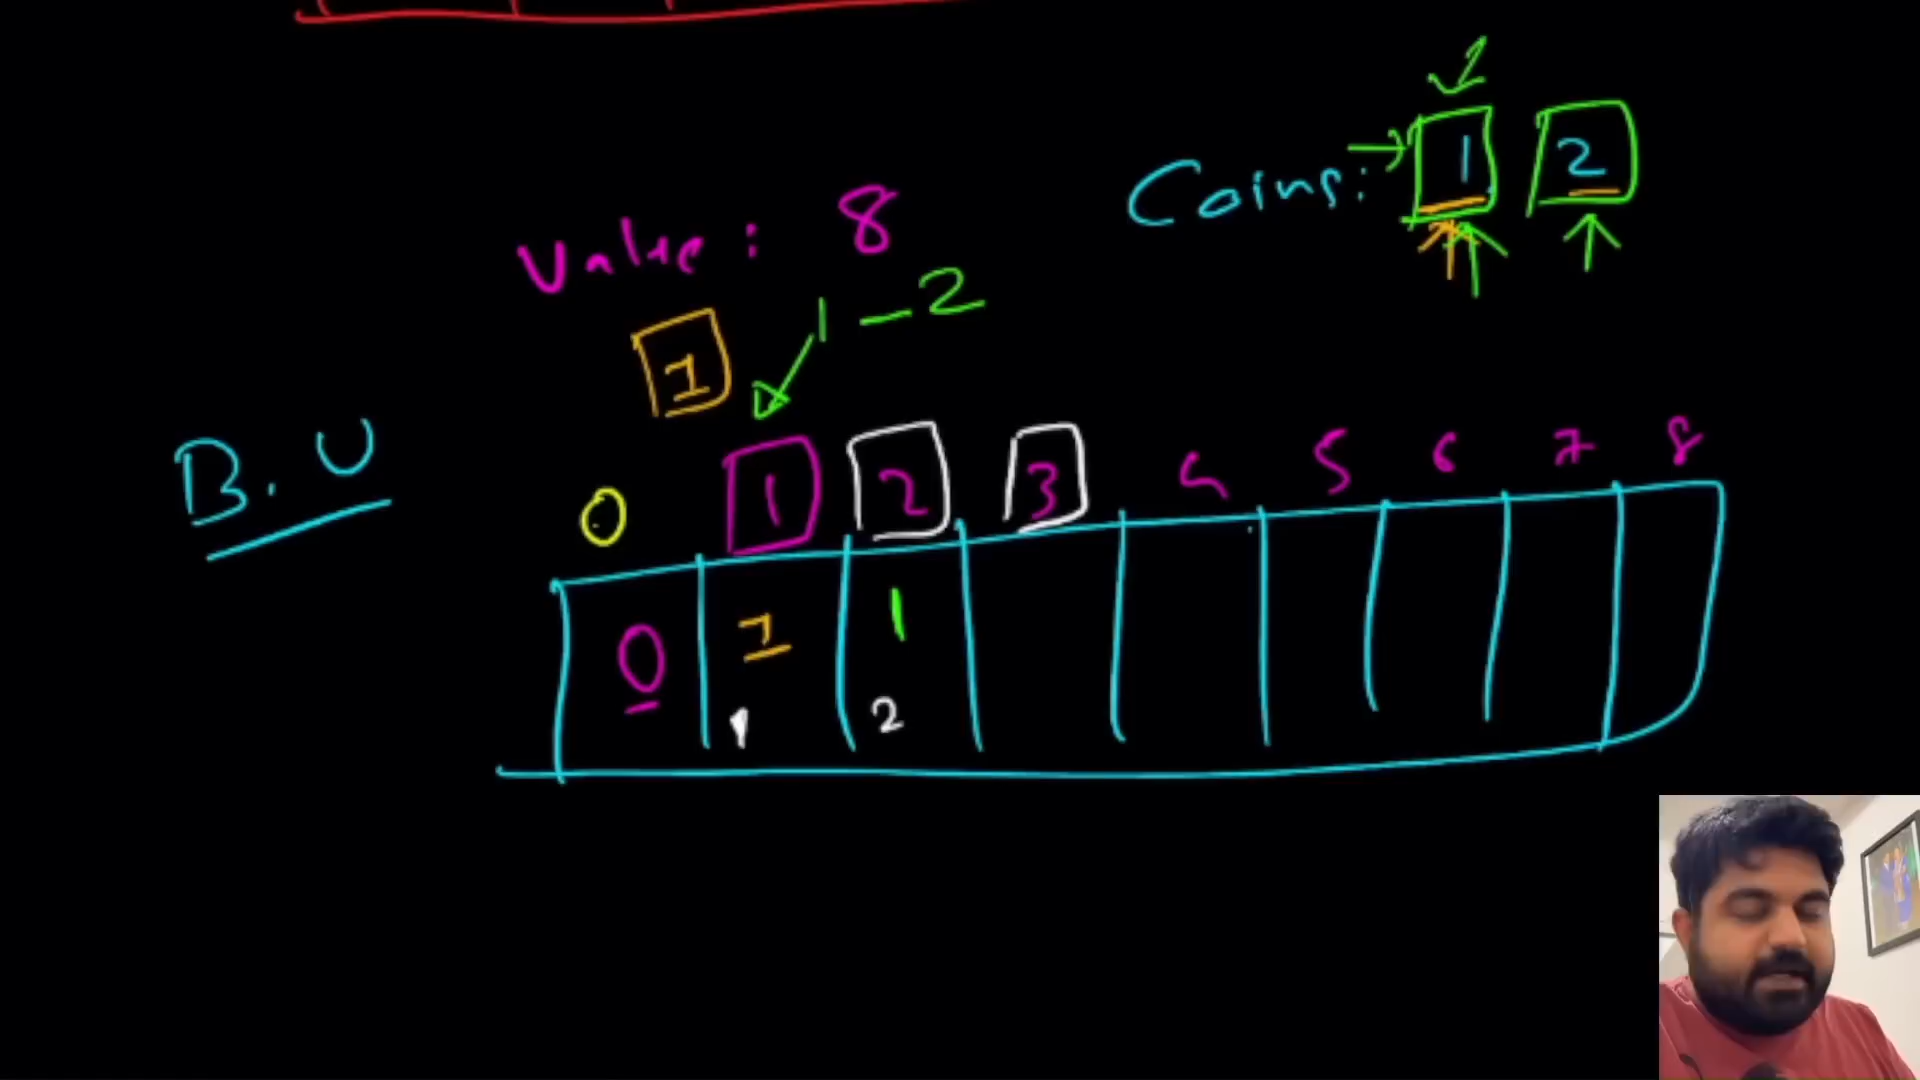 Coins: 1 2
Value: 8
1 - 2
1
B.U
0 1 2 3 4 5 6 7 8
0 1 1
1 2